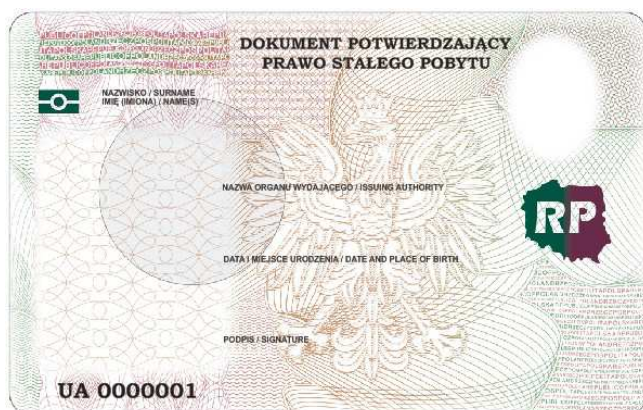 DOKUMENT POTWIERDZAJĄCY
PRAWO STAŁEGO POBYTU
NAZWISKO / SURNAME
IMIĘ (IMIONA) / NAME(S)
NAZWA ORGANU WYDAJĄCEGO / ISSUING AUTHORITY
RP
DATA I MIEJSCE URODZENIA / DATE AND PLACE OF BIRTH
PODPIS / SIGNATURE
UA 0000001